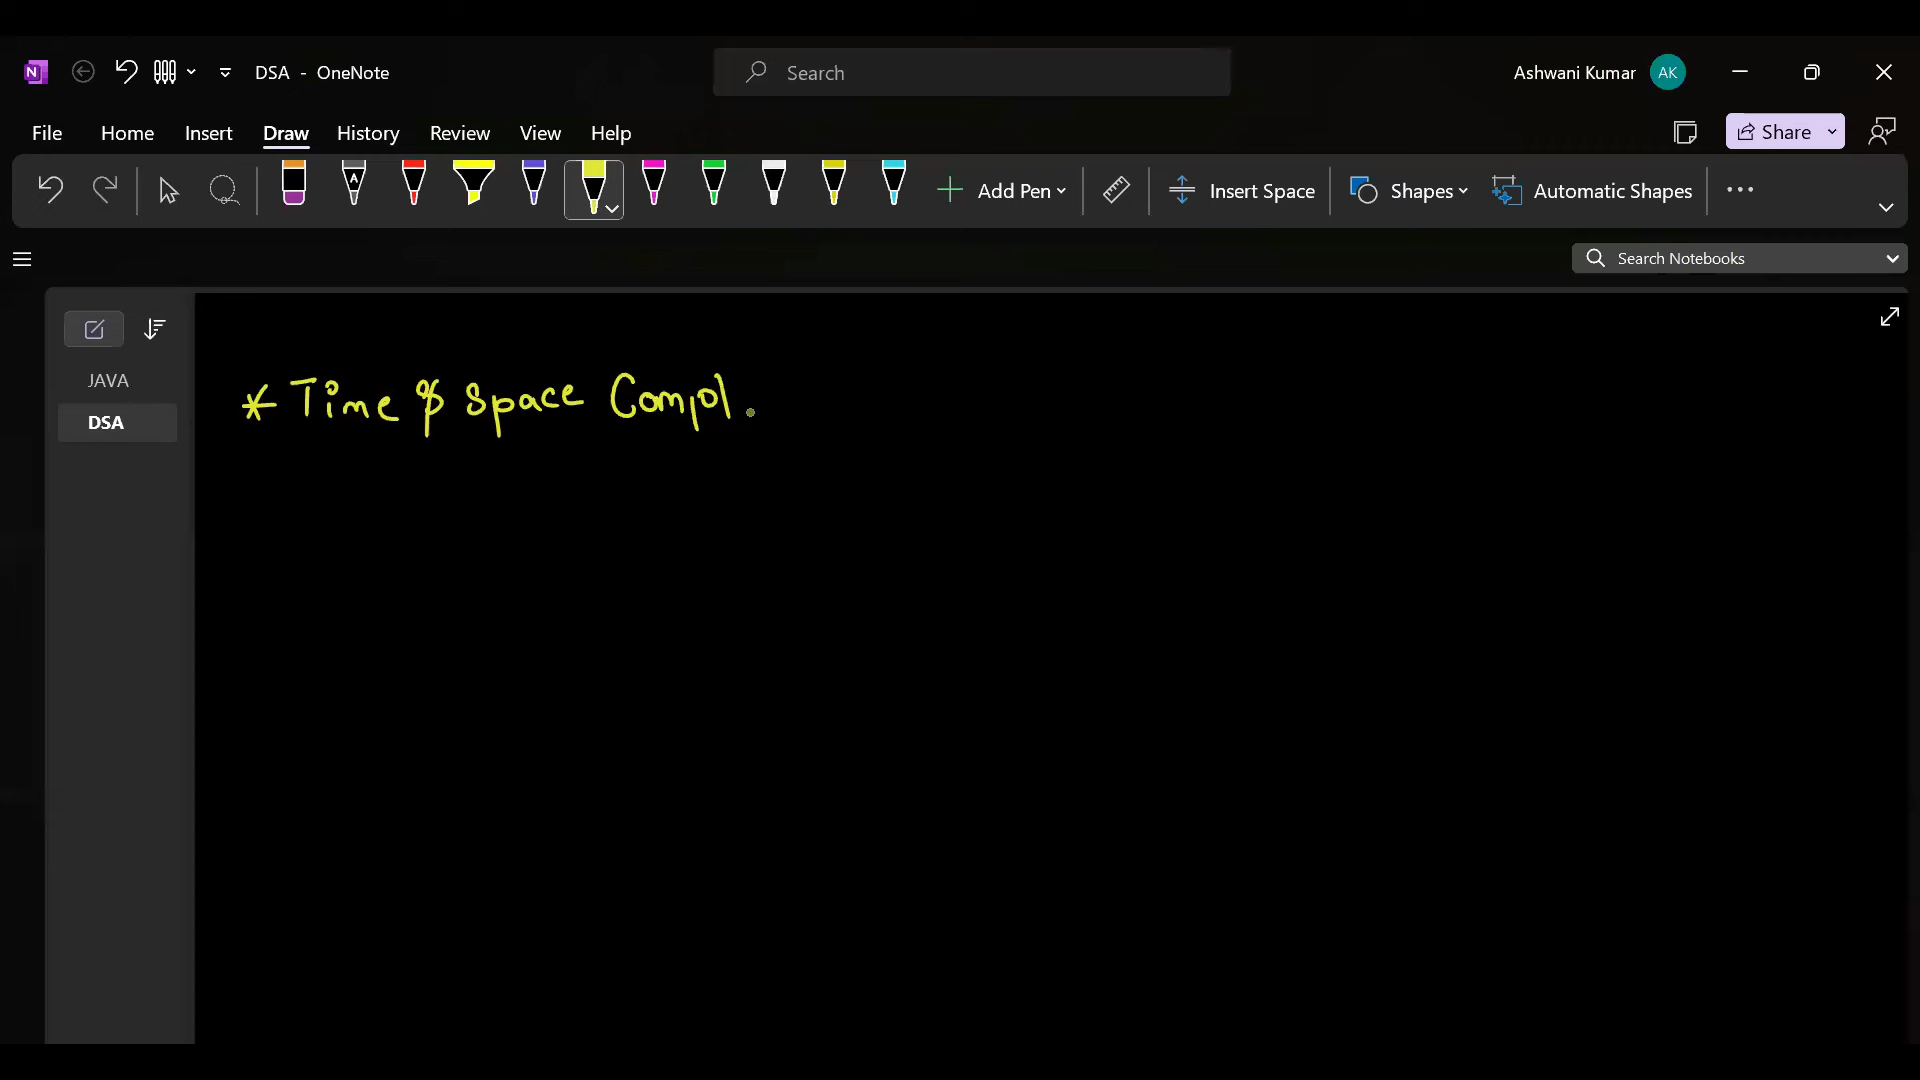 DSA - OneNote
Search
Ashwani Kumar AK
File Home Insert Draw History Review View Help
Share
A
Add Pen Insert Space Shapes Automatic Shapes
Search Notebooks
JAVA
DSA
* Time & Space Compl